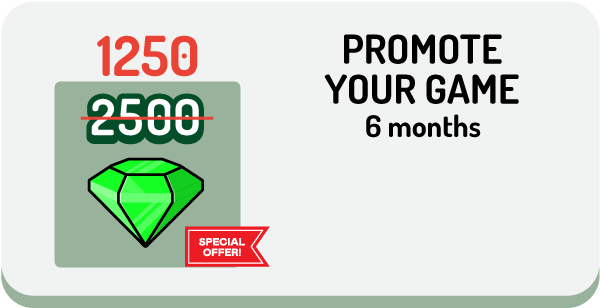 1250
2500
SPECIAL
OFFER!
PROMOTE
YOUR GAME
6 months